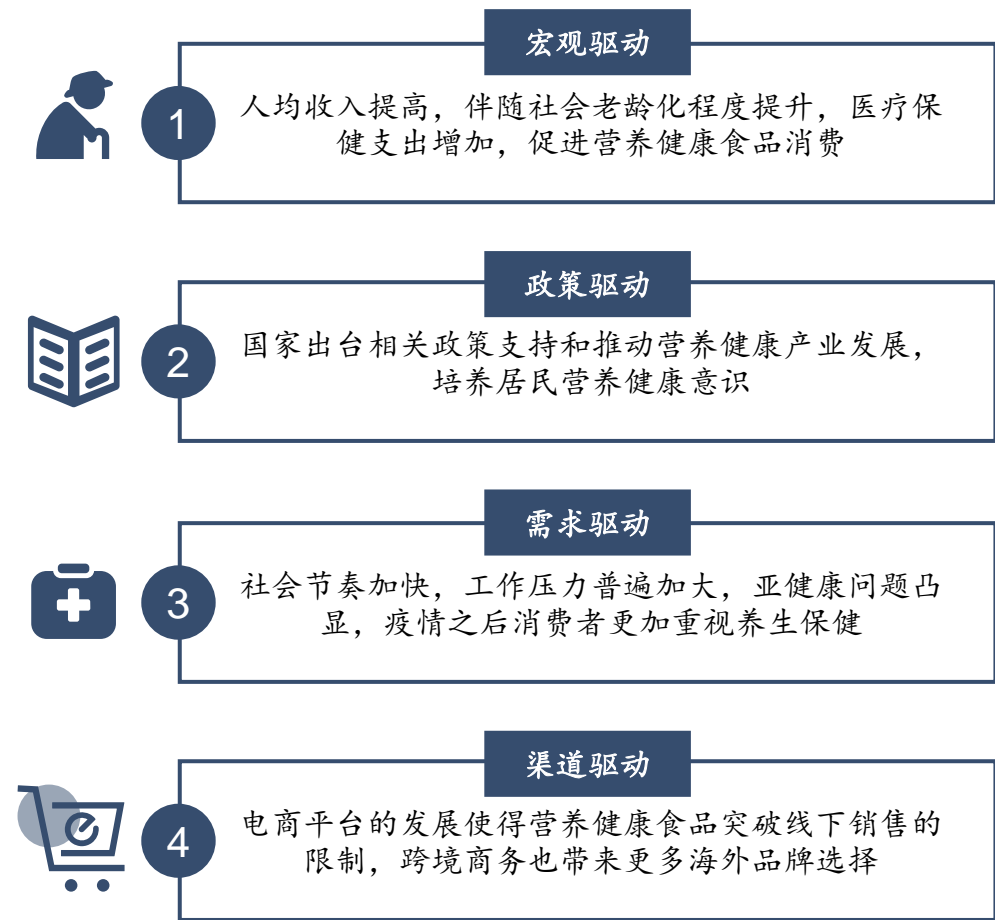 宏观驱动
1
人均收入提高，伴随社会老龄化程度提升，医疗保
健支出增加，促进营养健康食品消费
政策驱动
2
国家出台相关政策支持和推动营养健康产业发展，
培养居民营养健康意识
需求驱动
3
社会节奏加快，工作压力普遍加大，亚健康问题凸
显，疫情之后消费者更加重视养生保健
渠道驱动
4
电商平台的发展使得营养健康食品突破线下销售的
限制，跨境商务也带来更多海外品牌选择